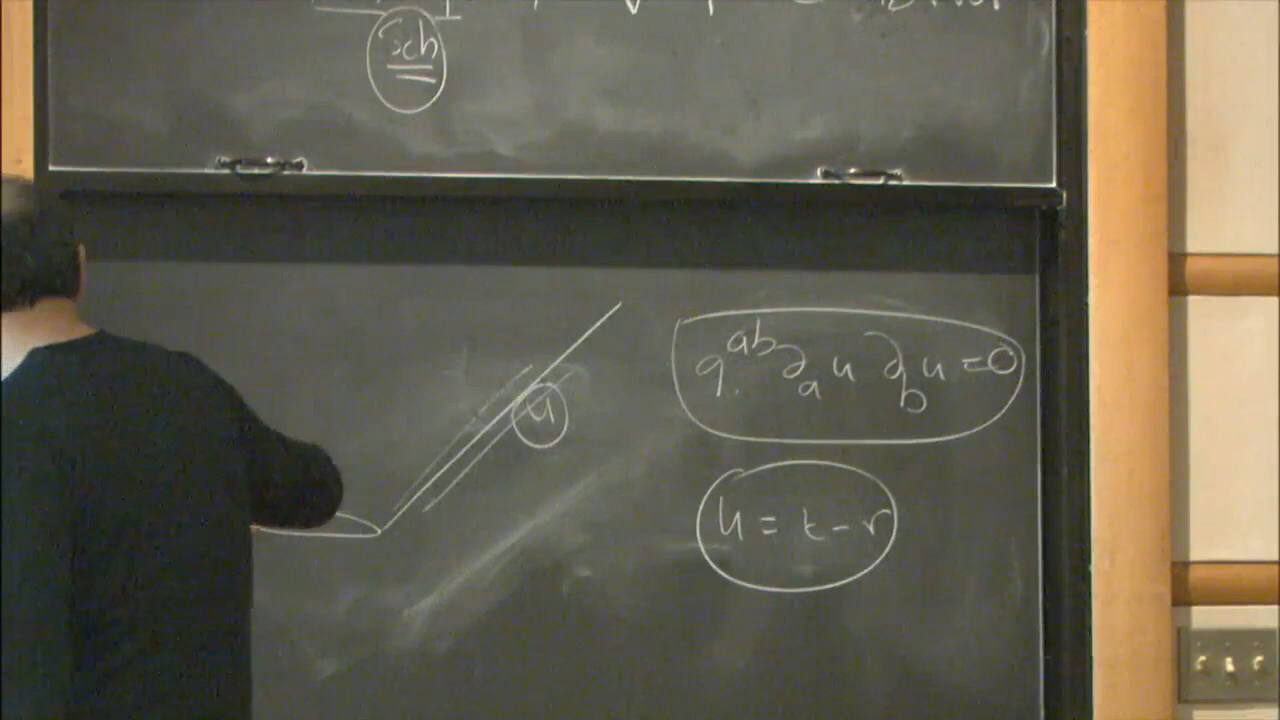 sch
u
g^{ab} ∂_a u ∂_b u = 0
u = t - r